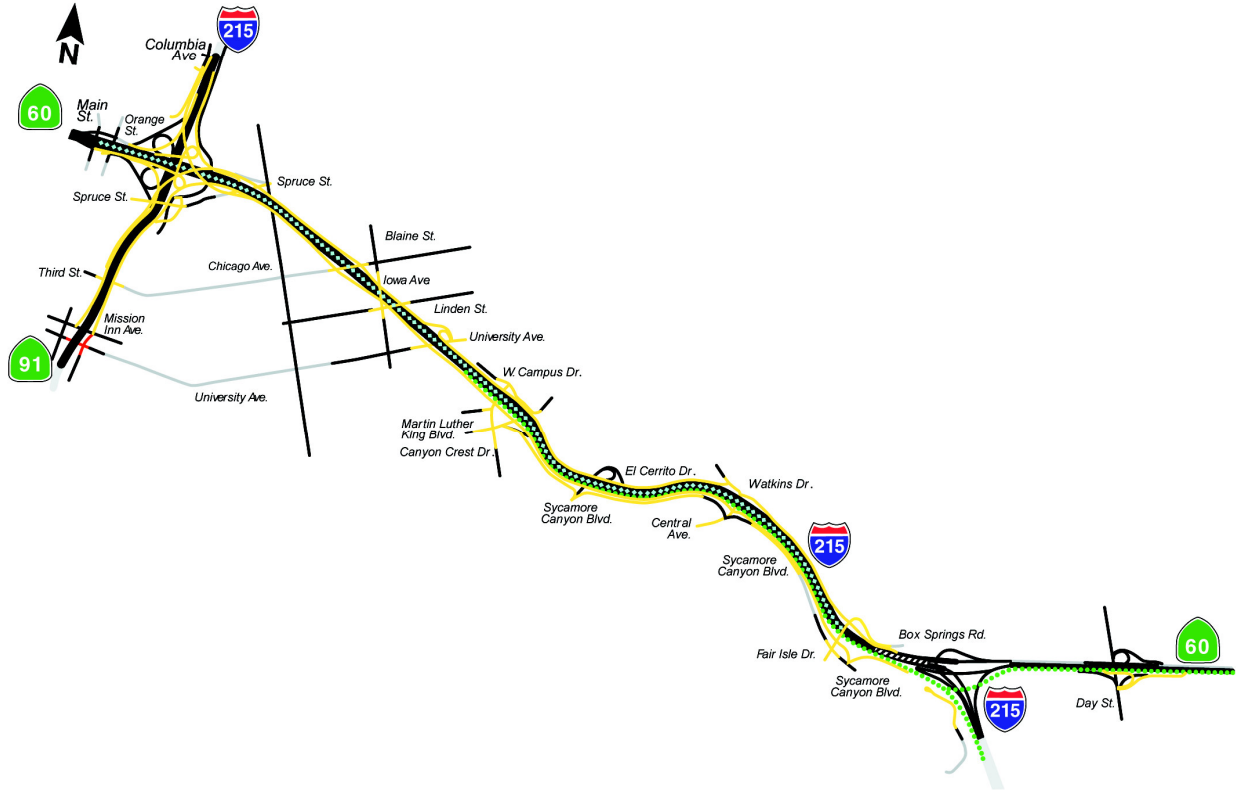 N
215
Columbia
Ave
60
Main
St.
Orange
St.
Spruce St.
Spruce St.
Blaine St.
Chicago Ave.
Third St.
Iowa Ave
Linden St.
Mission
Inn Ave.
University Ave.
91
W. Campus Dr.
University Ave.
Martin Luther
King Blvd.
Canyon Crest Dr.
El Cerrito Dr.
Watkins Dr.
Sycamore
Canyon Blvd.
Central
Ave.
215
Sycamore
Canyon Blvd.
Box Springs Rd.
60
Fair Isle Dr.
Sycamore
Canyon Blvd.
215
Day St.